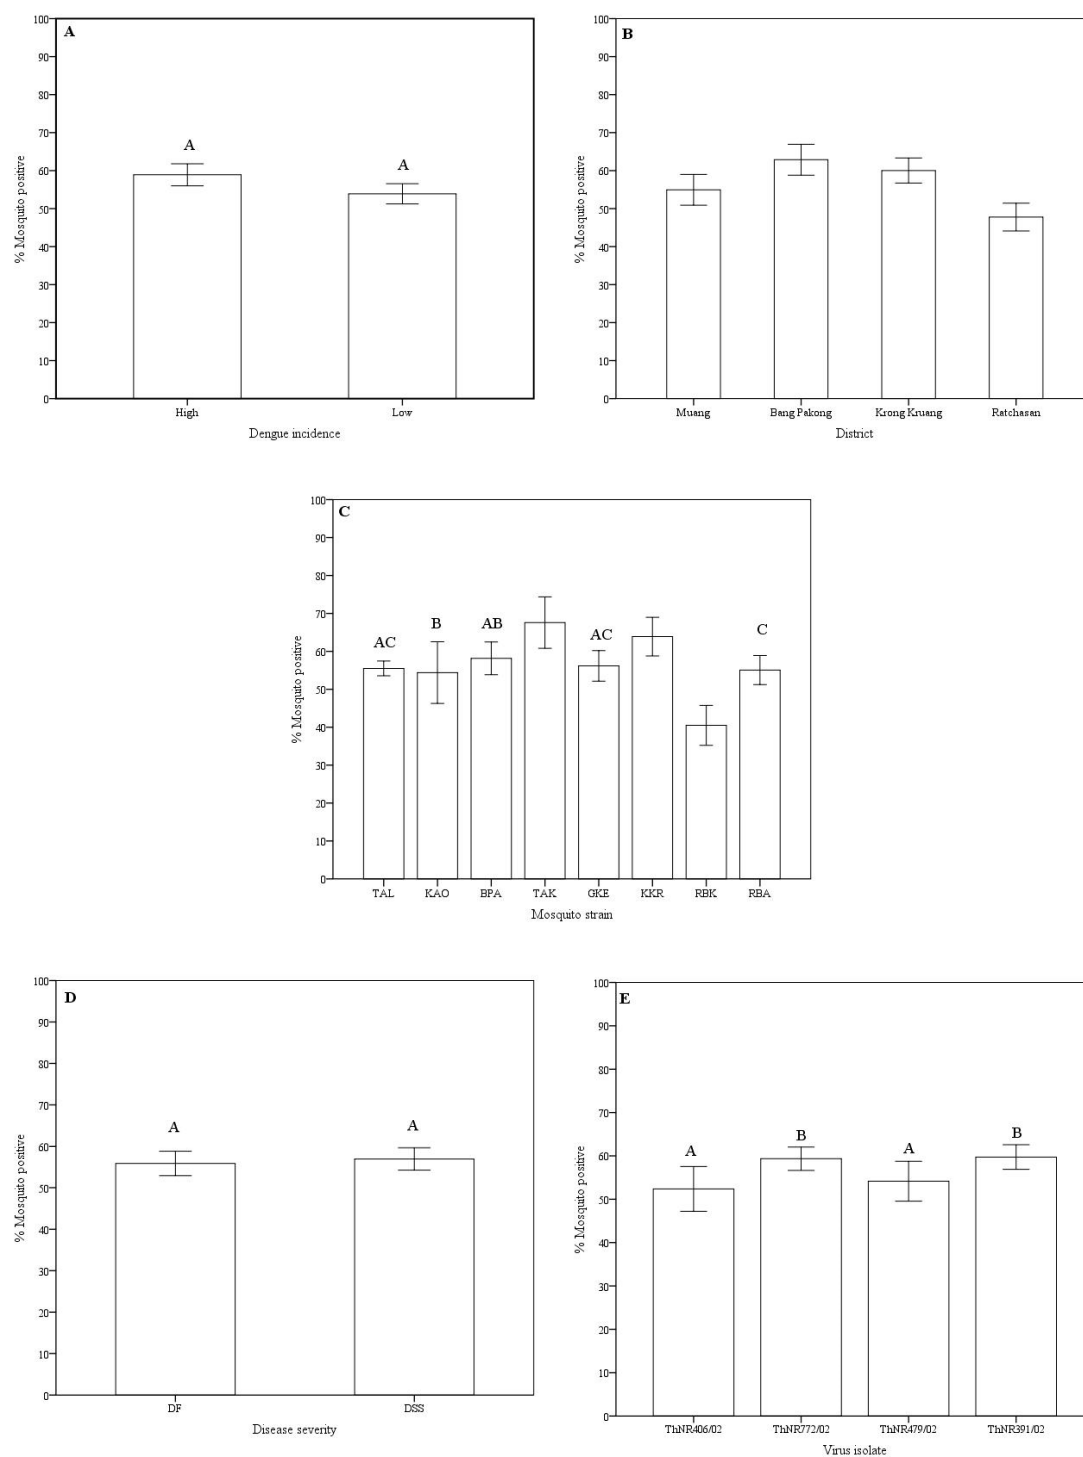 A
A
A
% Mosquito positive
100
90
80
70
60
50
40
30
20
10
0
High
Low
Dengue incidence
B
% Mosquito positive
100
90
80
70
60
50
40
30
20
10
0
Muang
Bang Pakong
Krong Kruang
Ratchasan
District
C
AC
B
AB
AC
C
% Mosquito positive
100
90
80
70
60
50
40
30
20
10
0
TAL
KAO
BPA
TAK
GKE
KKR
RBK
RBA
Mosquito strain
D
A
A
% Mosquito positive
100
90
80
70
60
50
40
30
20
10
0
DF
DSS
Disease severity
E
A
B
A
B
% Mosquito positive
100
90
80
70
60
50
40
30
20
10
0
ThNR406/02
ThNR772/02
ThNR479/02
ThNR391/02
Virus isolate